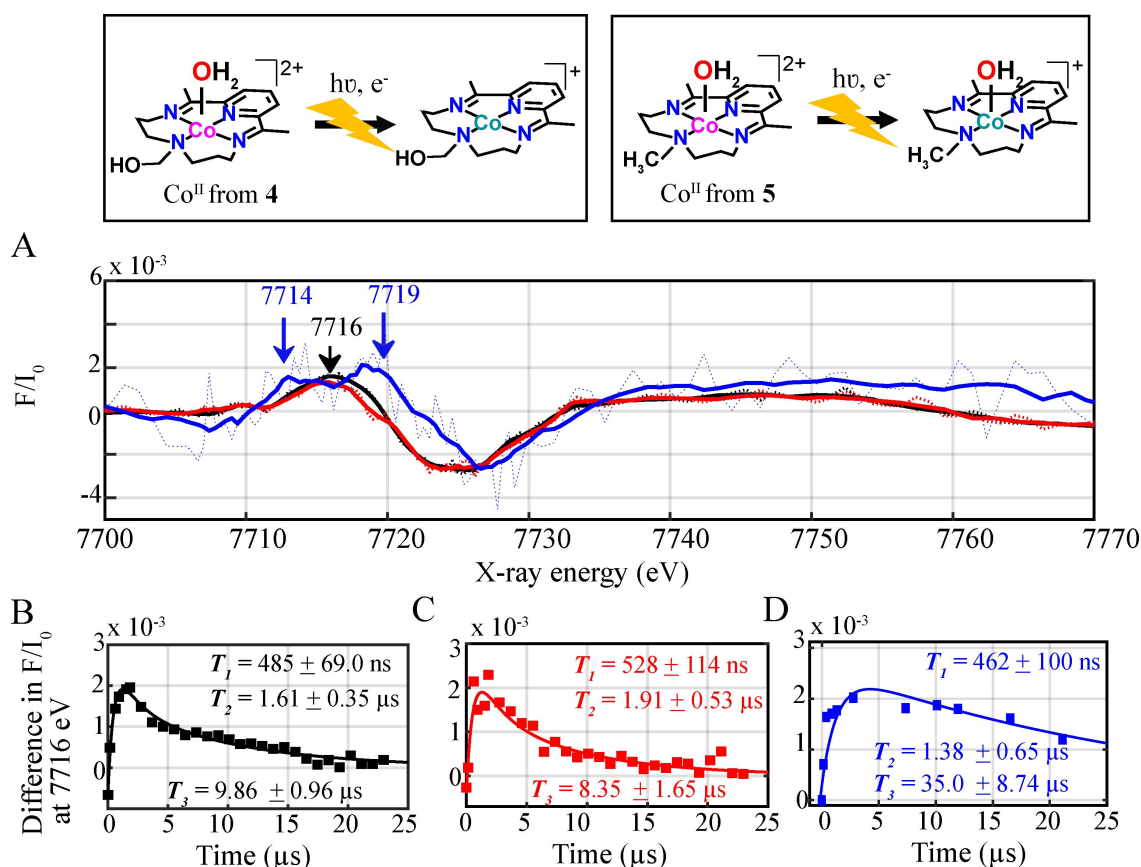 OH₂ 2+
N N N N Co
HO
Co^II from 4
hυ, e⁻
+
N N N N Co
HO
OH₂ 2+
N N N N Co
H₃C
Co^II from 5
hυ, e⁻
OH₂ +
N N N N Co
H₃C
A
x 10⁻³
6
2
0
-4
F/I₀
7714
7716
7719
7700 7710 7720 7730 7740 7750 7760 7770
X-ray energy (eV)
B
x 10⁻³
3
2
1
0
Difference in F/I₀
at 7716 eV
T₁ = 485 ± 69.0 ns
T₂ = 1.61 ± 0.35 µs
T₃ = 9.86 ± 0.96 µs
0 5 10 15 20 25
Time (µs)
C
x 10⁻³
3
2
1
0
T₁ = 528 ± 114 ns
T₂ = 1.91 ± 0.53 µs
T₃ = 8.35 ± 1.65 µs
0 5 10 15 20 25
Time (µs)
D
x 10⁻³
3
2
1
0
T₁ = 462 ± 100 ns
T₂ = 1.38 ± 0.65 µs
T₃ = 35.0 ± 8.74 µs
0 5 10 15 20 25
Time (µs)